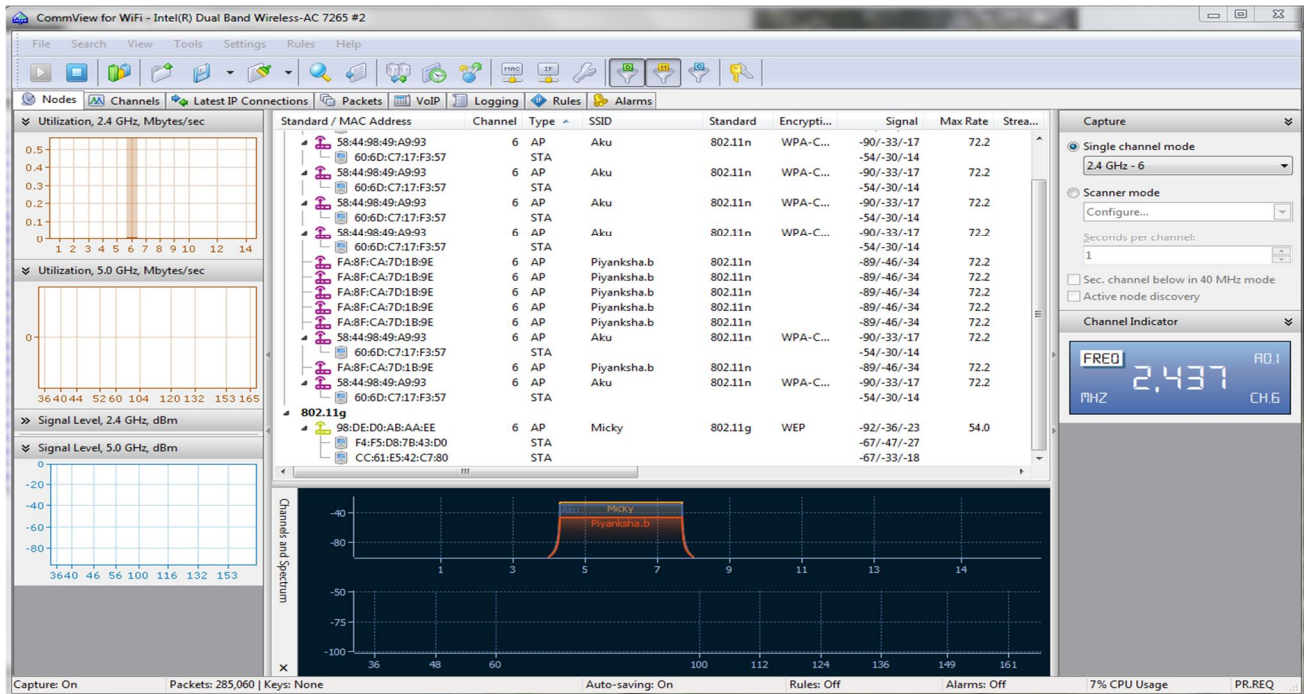 CommView for WiFi - Intel(R) Dual Band Wireless-AC 7265 #2
File Search View Tools Settings Rules Help
Nodes Channels Latest IP Connections Packets VoIP Logging Rules Alarms
Utilization, 2.4 GHz, Mbytes/sec
0.5
0.4
0.3
0.2
0.1
0
1 2 3 4 5 6 7 8 9 10 12 14
Utilization, 5.0 GHz, Mbytes/sec
0
36 40 44 52 60 104 120 132 153 165
Signal Level, 2.4 GHz, dBm
Signal Level, 5.0 GHz, dBm
0
-20
-40
-60
-80
3640 46 56 100 116 132 153
Standard / MAC Address Channel Type SSID Standard Encrypti... Signal Max Rate Strea...
58:44:98:49:A9:93 6 AP Aku 802.11n WPA-C... -90/-33/-17 72.2
60:6D:C7:17:F3:57 STA -54/-30/-14
58:44:98:49:A9:93 6 AP Aku 802.11n WPA-C... -90/-33/-17 72.2
60:6D:C7:17:F3:57 STA -54/-30/-14
58:44:98:49:A9:93 6 AP Aku 802.11n WPA-C... -90/-33/-17 72.2
60:6D:C7:17:F3:57 STA -54/-30/-14
58:44:98:49:A9:93 6 AP Aku 802.11n WPA-C... -90/-33/-17 72.2
60:6D:C7:17:F3:57 STA -54/-30/-14
FA:8F:CA:7D:1B:9E 6 AP Piyanksha.b 802.11n -89/-46/-34 72.2
FA:8F:CA:7D:1B:9E 6 AP Piyanksha.b 802.11n -89/-46/-34 72.2
FA:8F:CA:7D:1B:9E 6 AP Piyanksha.b 802.11n -89/-46/-34 72.2
FA:8F:CA:7D:1B:9E 6 AP Piyanksha.b 802.11n -89/-46/-34 72.2
FA:8F:CA:7D:1B:9E 6 AP Piyanksha.b 802.11n -89/-46/-34 72.2
58:44:98:49:A9:93 6 AP Aku 802.11n WPA-C... -90/-33/-17 72.2
60:6D:C7:17:F3:57 STA -54/-30/-14
FA:8F:CA:7D:1B:9E 6 AP Piyanksha.b 802.11n -89/-46/-34 72.2
58:44:98:49:A9:93 6 AP Aku 802.11n WPA-C... -90/-33/-17 72.2
60:6D:C7:17:F3:57 STA -54/-30/-14
802.11g
98:DE:D0:AB:AA:EE 6 AP Micky 802.11g WEP -92/-36/-23 54.0
F4:F5:D8:7B:43:D0 STA -67/-47/-27
CC:61:E5:42:C7:80 STA -67/-33/-18
Channels and Spectrum
-40
-80
Aku Micky
Piyanksha.b
1 3 5 7 9 11 13 14
-50
-75
-100
36 48 60 100 112 124 136 149 161
Capture
Single channel mode
2.4 GHz - 6
Scanner mode
Configure...
Seconds per channel:
1
Sec. channel below in 40 MHz mode
Active node discovery
Channel Indicator
FREQ 2,437 AD.1
MHZ CH.6
Capture: On Packets: 285,060 Keys: None Auto-saving: On Rules: Off Alarms: Off 7% CPU Usage PR.REQ